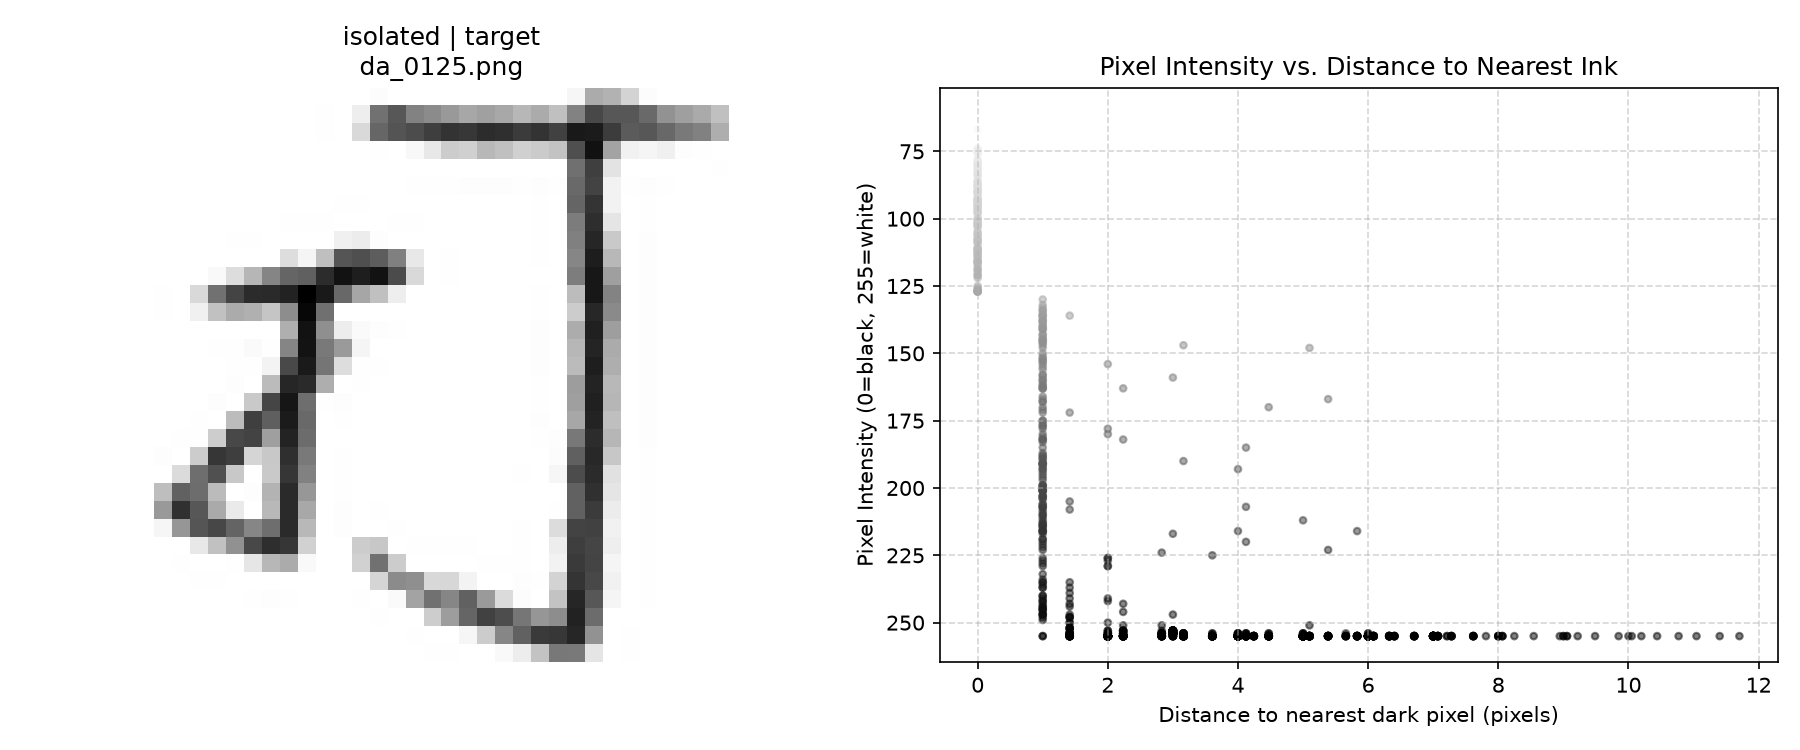 isolated | target
da_0125.png
Pixel Intensity vs. Distance to Nearest Ink
Pixel Intensity (0=black, 255=white)
75
100
125
150
175
200
225
250
0 2 4 6 8 10 12
Distance to nearest dark pixel (pixels)